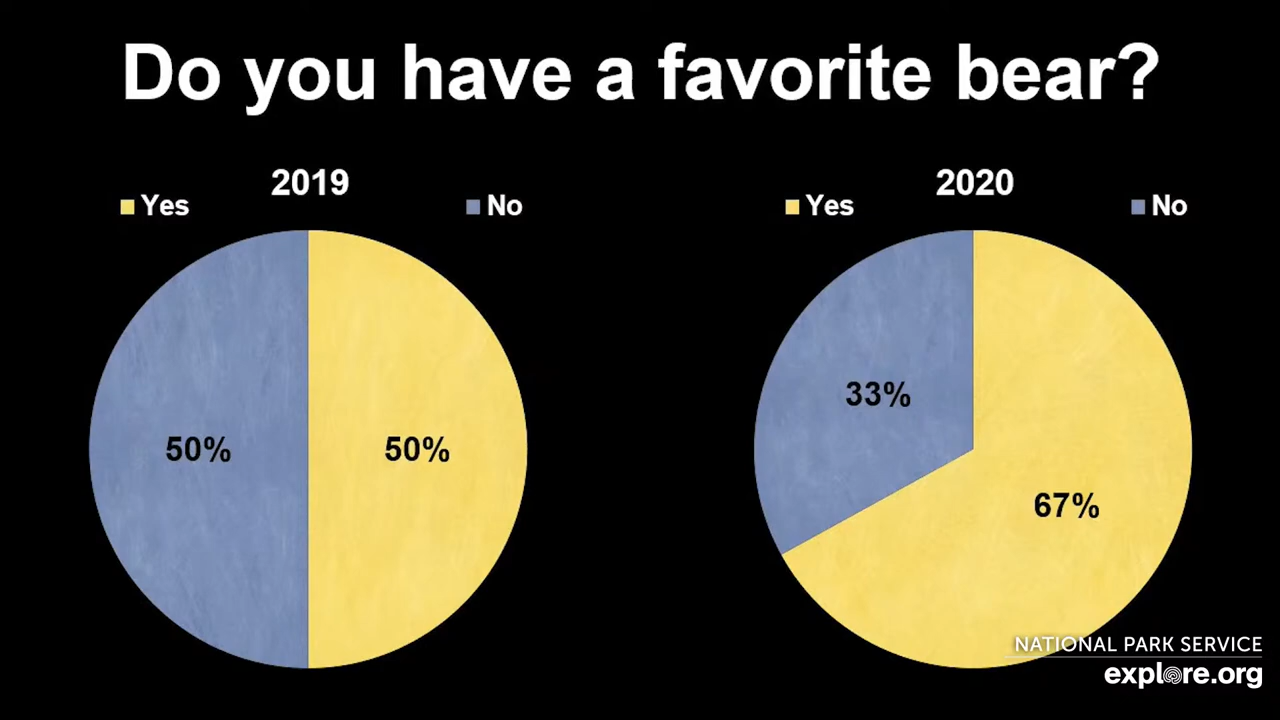 Do you have a favorite bear?
2019
Yes
No
50%
50%
2020
Yes
No
33%
67%
NATIONAL PARK SERVICE
explore.org